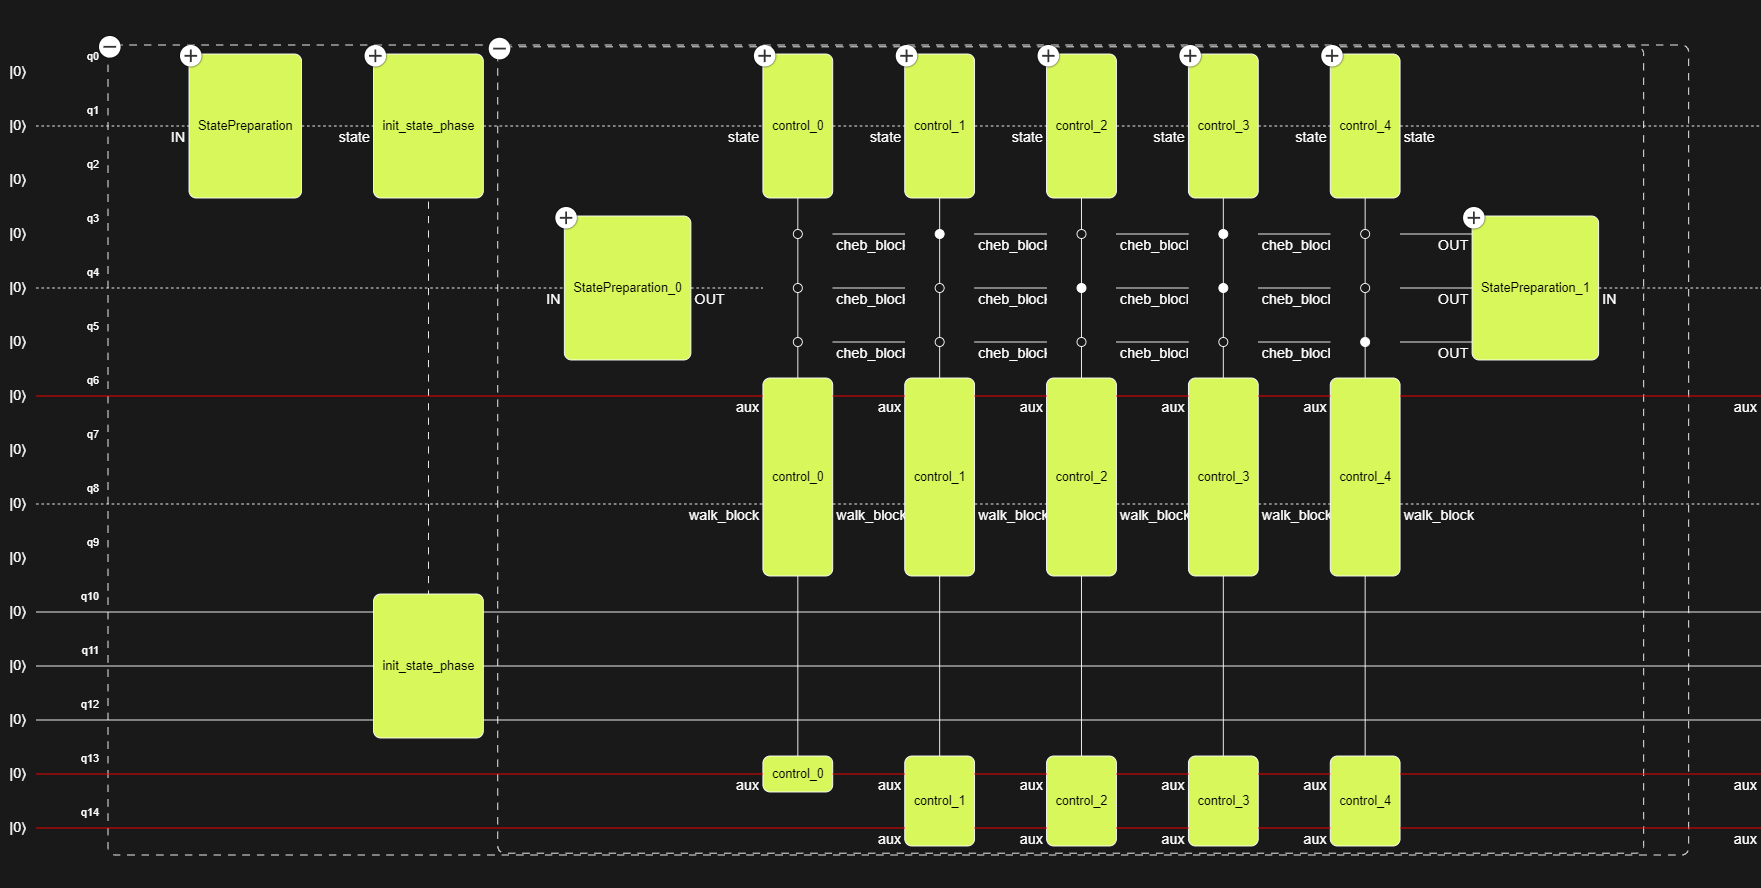 q0
|0⟩
q1
|0⟩ StatePreparation init_state_phase control_0 control_1 control_2 control_3 control_4
IN state state state state state state state
q2
|0⟩
q3
|0⟩
cheb_block cheb_block cheb_block cheb_block OUT
q4
|0⟩ StatePreparation_0 StatePreparation_1
IN OUT cheb_block cheb_block cheb_block cheb_block OUT IN
q5
|0⟩
cheb_block cheb_block cheb_block cheb_block OUT
q6
|0⟩
aux aux aux aux aux aux
q7
|0⟩
control_0 control_1 control_2 control_3 control_4
q8
|0⟩
walk_block walk_block walk_block walk_block walk_block walk_block
q9
|0⟩
q10
|0⟩
q11
|0⟩ init_state_phase
q12
|0⟩
q13
|0⟩ control_0
aux aux aux aux aux aux
control_1 control_2 control_3 control_4
q14
|0⟩
aux aux aux aux aux